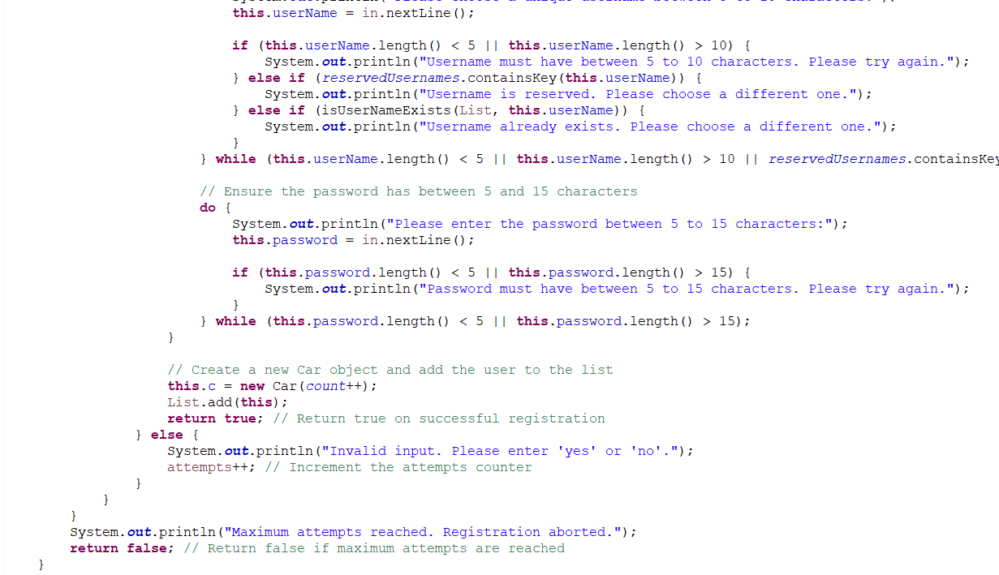 this.userName = in.nextLine();
if (this.userName.length() < 5 || this.userName.length() > 10) {
System.out.println("Username must have between 5 to 10 characters. Please try again.");
} else if (reservedUsernames.containsKey(this.userName)) {
System.out.println("Username is reserved. Please choose a different one.");
} else if (isUserNameExists(List, this.userName)) {
System.out.println("Username already exists. Please choose a different one.");
}
} while (this.userName.length() < 5 || this.userName.length() > 10 || reservedUsernames.containsKey
// Ensure the password has between 5 and 15 characters
do {
System.out.println("Please enter the password between 5 to 15 characters:");
this.password = in.nextLine();
if (this.password.length() < 5 || this.password.length() > 15) {
System.out.println("Password must have between 5 to 15 characters. Please try again.");
}
} while (this.password.length() < 5 || this.password.length() > 15);
}
// Create a new Car object and add the user to the list
this.c = new Car(count++);
List.add(this);
return true; // Return true on successful registration
} else {
System.out.println("Invalid input. Please enter 'yes' or 'no'.");
attempts++; // Increment the attempts counter
}
}
}
System.out.println("Maximum attempts reached. Registration aborted.");
return false; // Return false if maximum attempts are reached
}